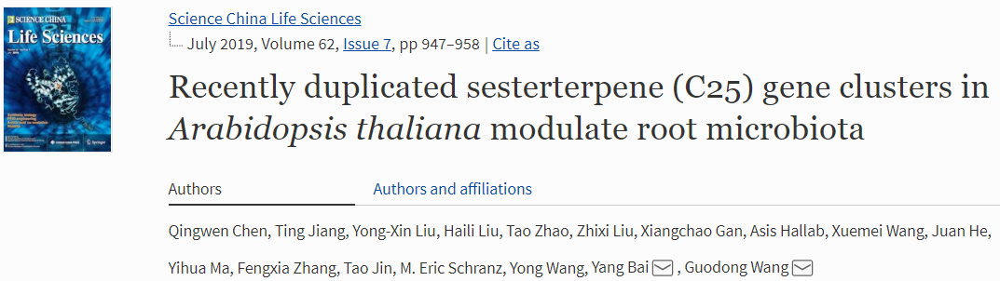 SCIENCE CHINA
Life Sciences
Science China Life Sciences
July 2019, Volume 62, Issue 7, pp 947–958 | Cite as
Recently duplicated sesterterpene (C25) gene clusters in
Arabidopsis thaliana modulate root microbiota
Authors
Authors and affiliations
Qingwen Chen, Ting Jiang, Yong-Xin Liu, Haili Liu, Tao Zhao, Zhixi Liu, Xiangchao Gan, Asis Hallab, Xuemei Wang, Juan He,
Yihua Ma, Fengxia Zhang, Tao Jin, M. Eric Schranz, Yong Wang, Yang Bai, Guodong Wang